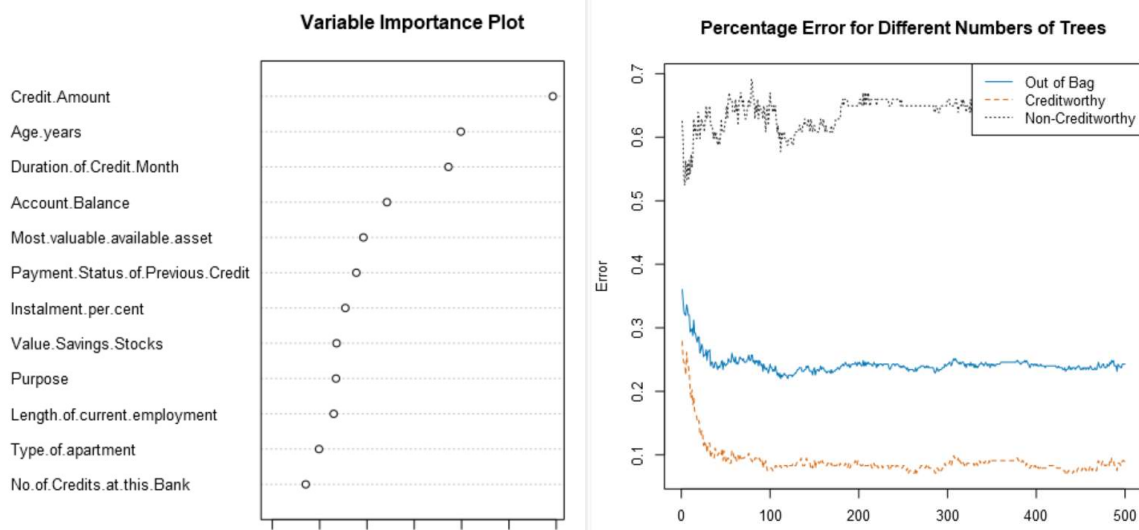 Variable Importance Plot
Credit.Amount
Age.years
Duration.of.Credit.Month
Account.Balance
Most.valuable.available.asset
Payment.Status.of.Previous.Credit
Instalment.per.cent
Value.Savings.Stocks
Purpose
Length.of.current.employment
Type.of.apartment
No.of.Credits.at.this.Bank
Percentage Error for Different Numbers of Trees
Out of Bag
Creditworthy
Non-Creditworthy
Error
0.7
0.6
0.5
0.4
0.3
0.2
0.1
0 100 200 300 400 500